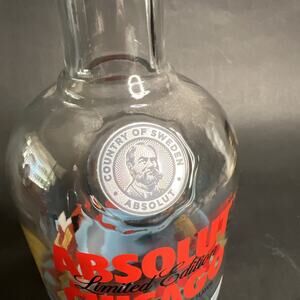 COUNTRY OF SWEDEN
ABSOLUT
ABSOLUT
Limited Edition